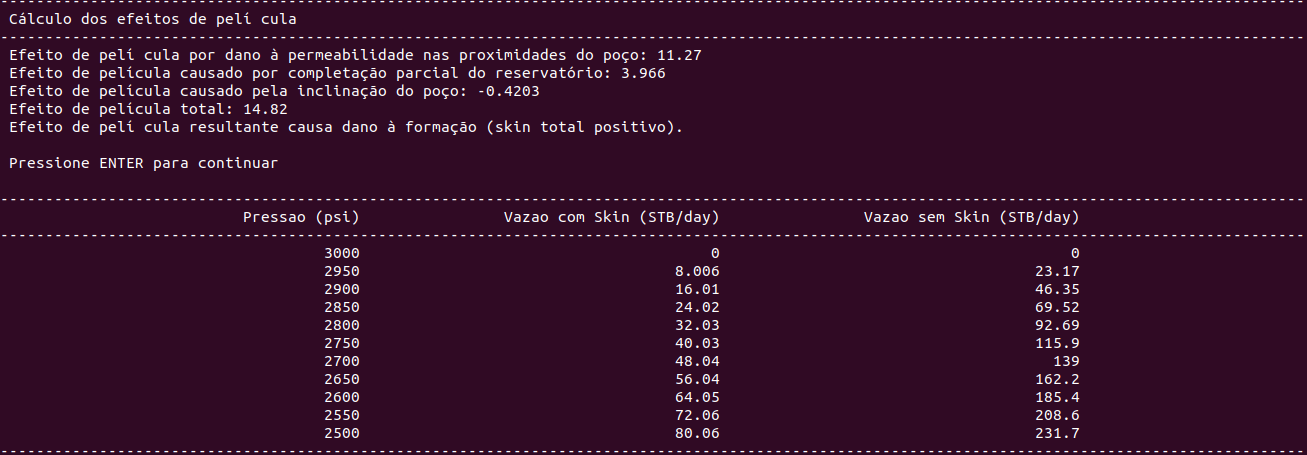 --------------------------------------------------------------------------------------------------------------------------------------------------
Cálculo dos efeitos de pelí cula
--------------------------------------------------------------------------------------------------------------------------------------------------
Efeito de pelí cula por dano à permeabilidade nas proximidades do poço: 11.27
Efeito de película causado por completação parcial do reservatório: 3.966
Efeito de película causado pela inclinação do poço: -0.4203
Efeito de película total: 14.82
Efeito de pelí cula resultante causa dano à formação (skin total positivo).
Pressione ENTER para continuar
--------------------------------------------------------------------------------------------------------------------------------------------------
Pressao (psi) Vazao com Skin (STB/day) Vazao sem Skin (STB/day)
--------------------------------------------------------------------------------------------------------------------------------------------------
3000 0 0
2950 8.006 23.17
2900 16.01 46.35
2850 24.02 69.52
2800 32.03 92.69
2750 40.03 115.9
2700 48.04 139
2650 56.04 162.2
2600 64.05 185.4
2550 72.06 208.6
2500 80.06 231.7
--------------------------------------------------------------------------------------------------------------------------------------------------